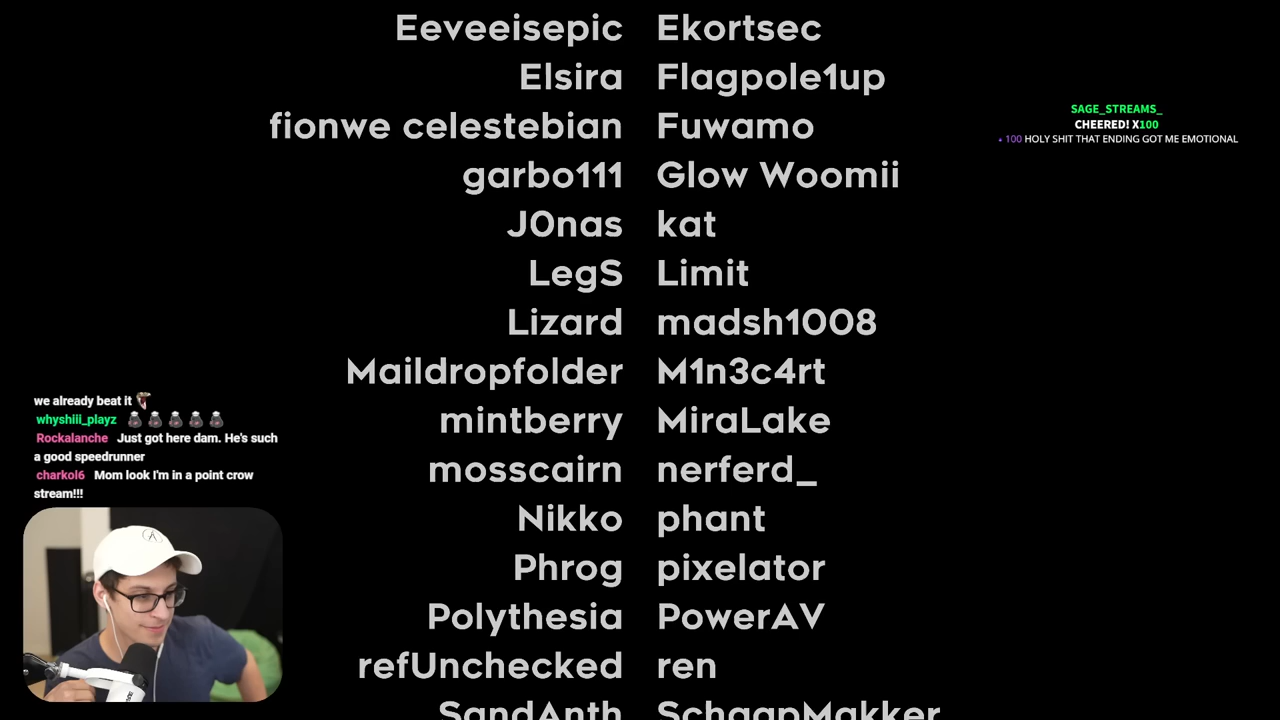 Eeveeisepic Ekortsec
Elsira Flagpole1up
fionwe celestebian Fuwamo
garbo111 Glow Woomii
J0nas kat
LegS Limit
Lizard madsh1008
Maildropfolder M1n3c4rt
mintberry MiraLake
mosscairn nerferd_
Nikko phant
Phrog pixelator
Polythesia PowerAV
refUnchecked ren
SandAnth SchaapMakker
SAGE_STREAMS_
CHEERED! X100
100 HOLY SHIT THAT ENDING GOT ME EMOTIONAL
we already beat it
whyshiii_playz
Rockalanche Just got here dam. He's such
a good speedrunner
charkol6 Mom look I'm in a point crow
stream!!!